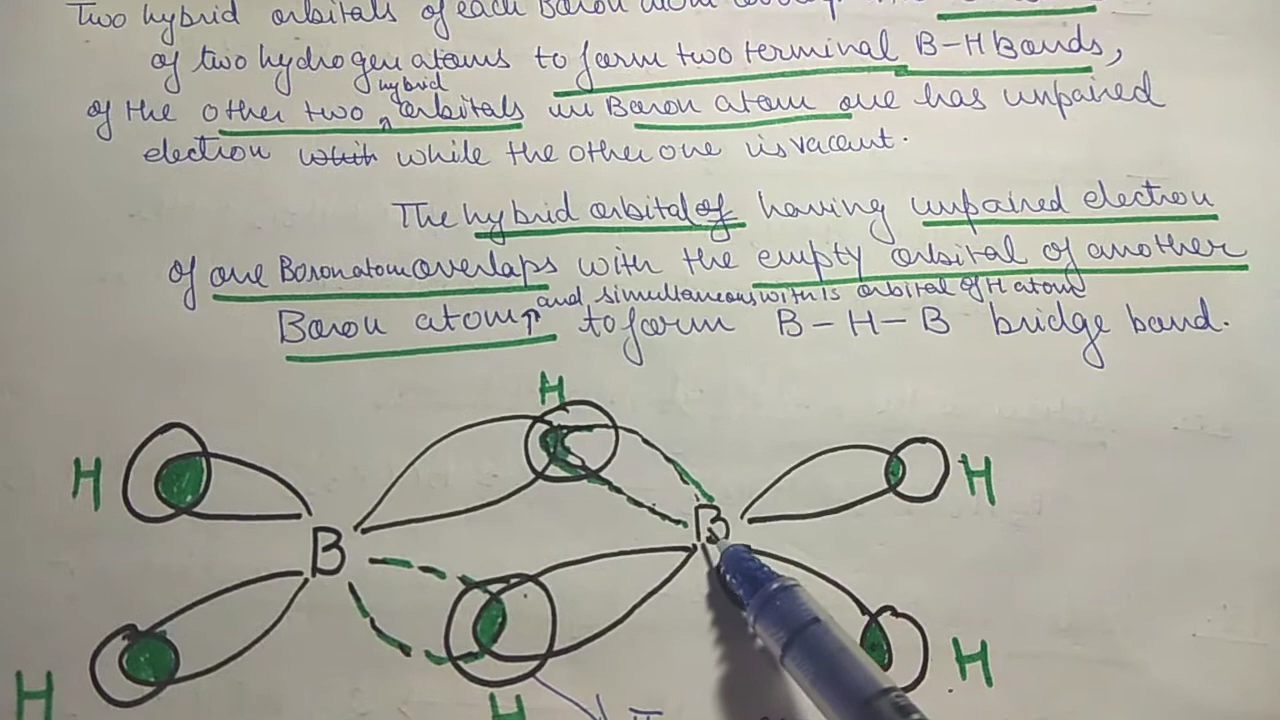 Two hybrid orbitals of each Boron atom
of two hydrogen atoms to form two terminal B-H Bonds,
hybrid
of the other two orbitals in Boron atom one has unpaired
electron whih while the other one is vacant.
The hybrid orbital of having unpaired electron
of one Boron atom overlaps with the empty orbital of another
and simultaneous with 1s orbital of H atom
Boron atom, to form B-H-B bridge bond.
H
H
B
B
H
H
H
H